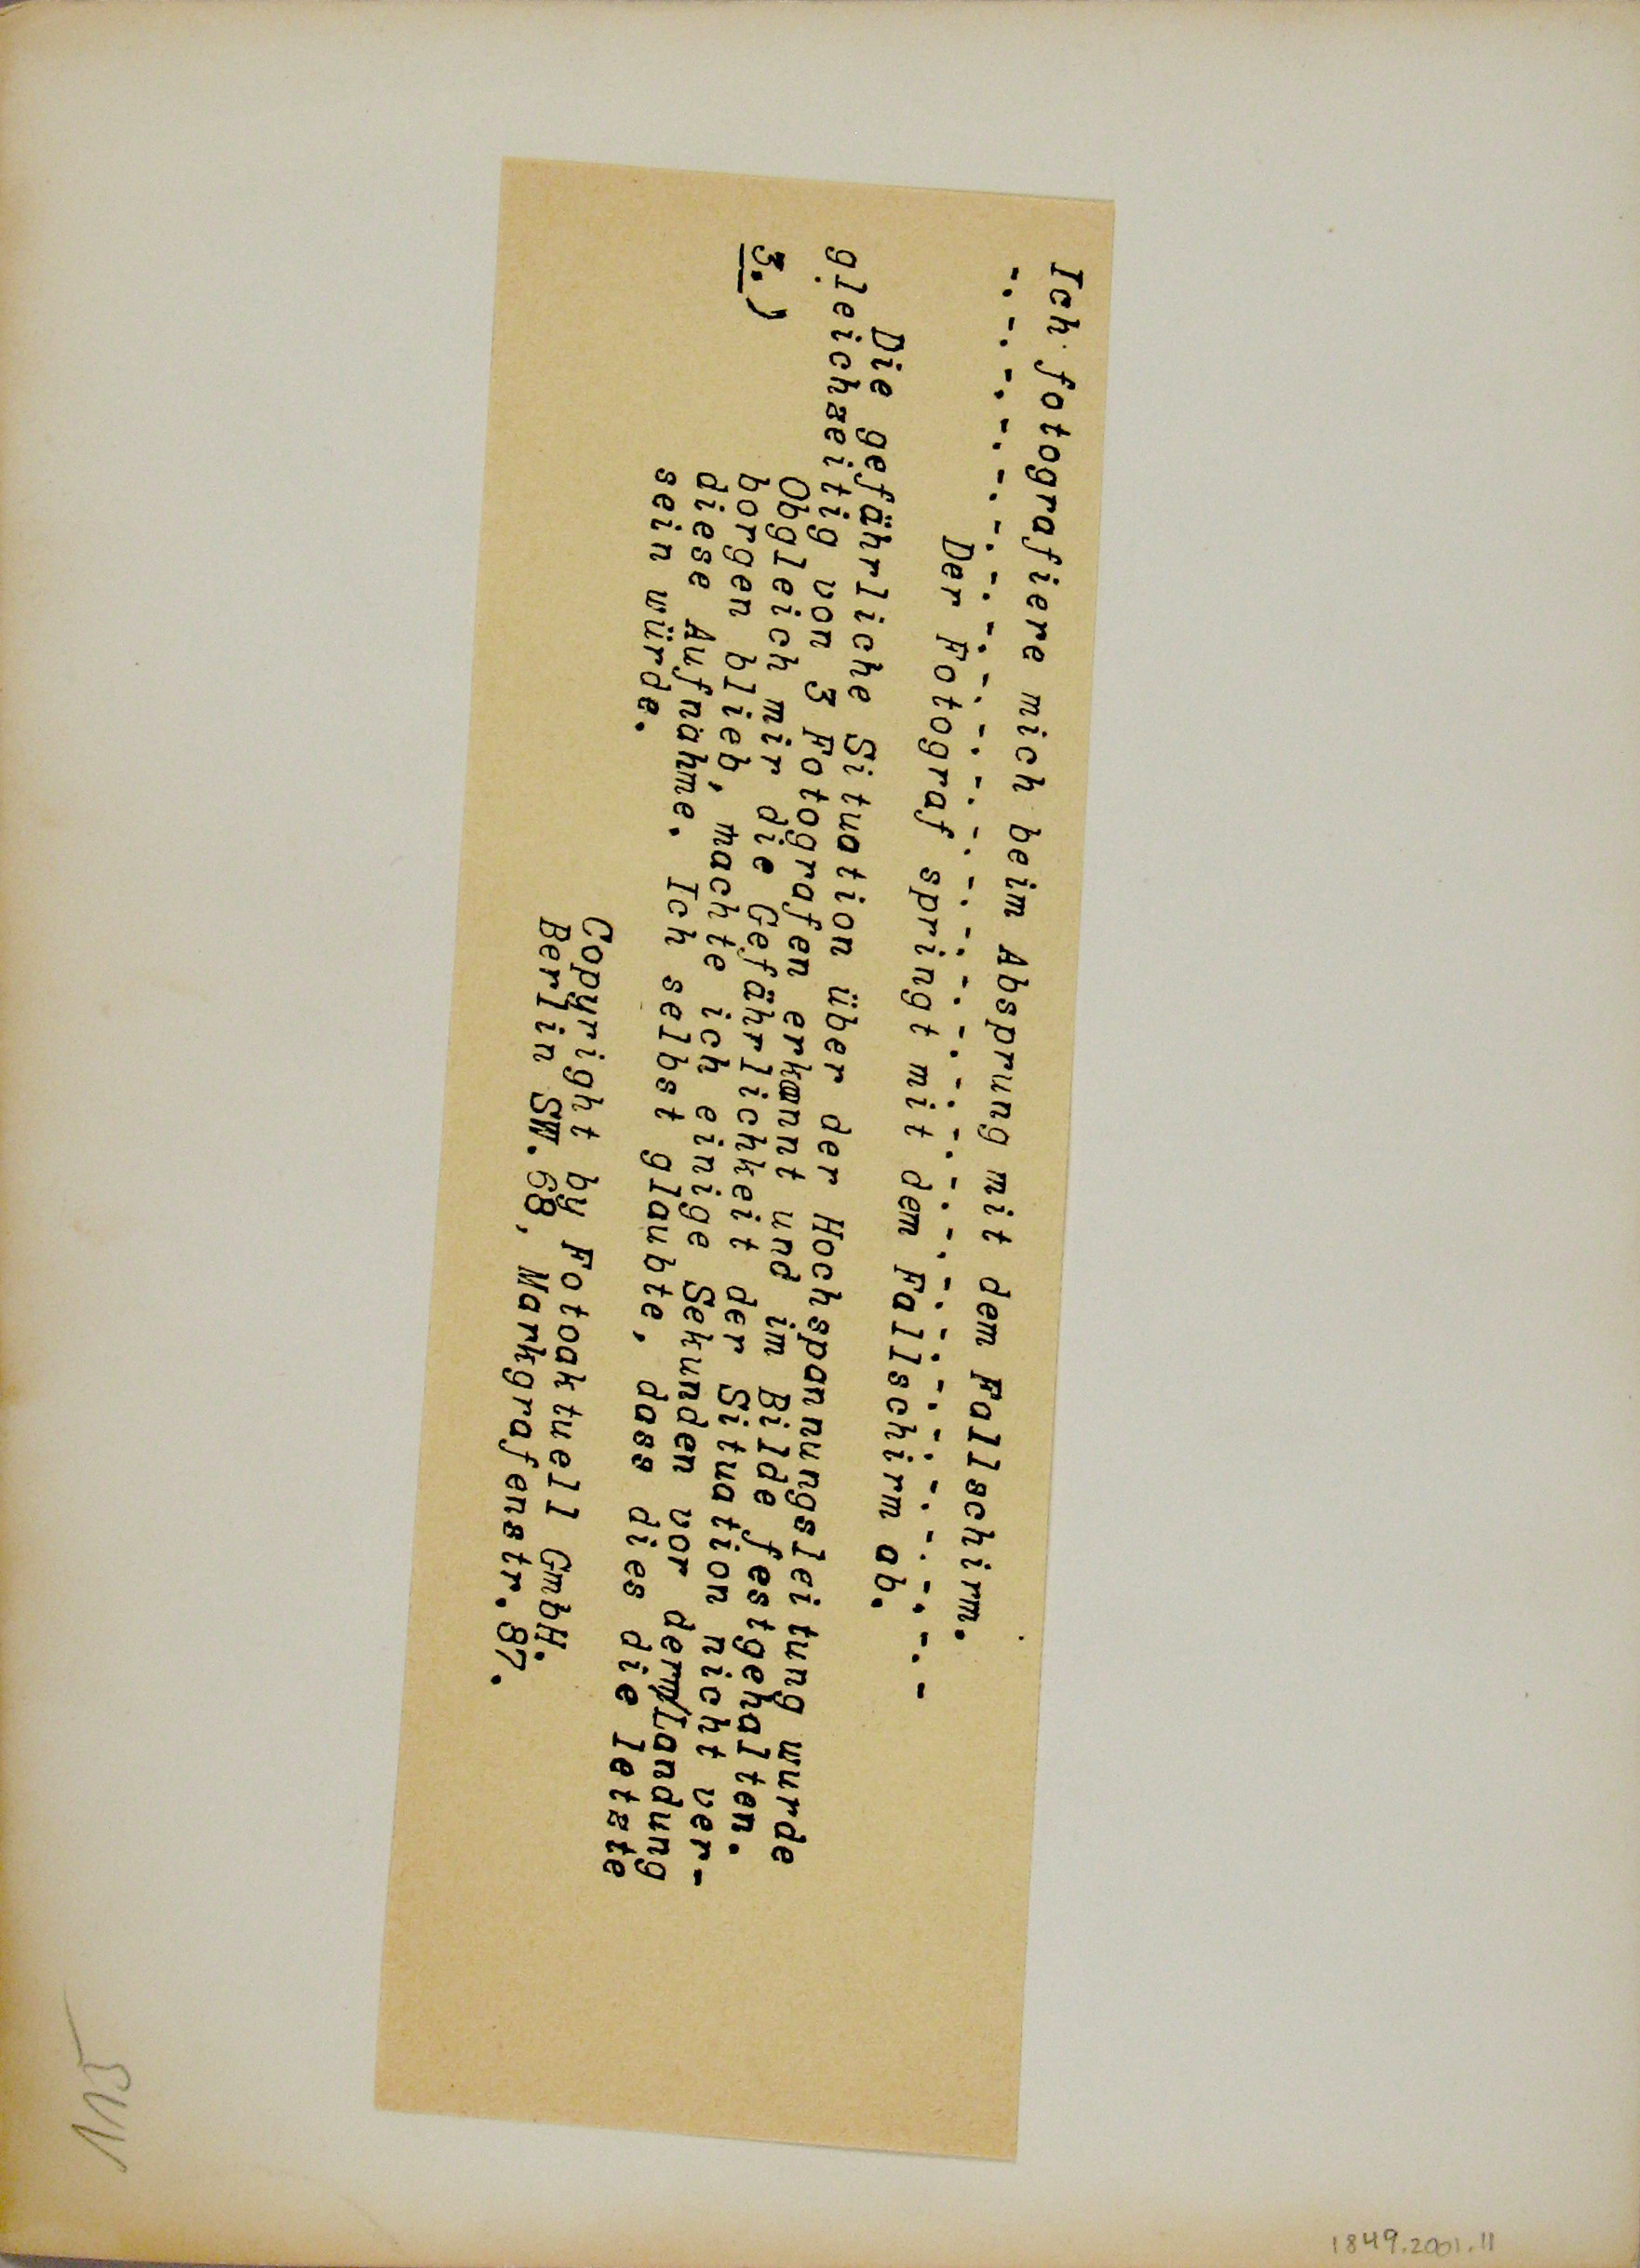 Ich fotografiere mich beim Absprung mit dem Fallschirm.
-.-.-.-.-.-.-.-.-.-.-.-.-.-.-.-.-.-.-.-.-.-.-.-.-.-.-
Der Fotograf springt mit dem Fallschirm ab.
Die gefährliche Situation über der Hochspannungsleitung wurde
gleichzeitig von 3 Fotografen erkannt und im Bilde festgehalten.
3.) Obgleich mir die Gefährlichkeit der Situation nicht ver-
borgen blieb, machte ich einige Sekunden vor der Landung
diese Aufnahme. Ich selbst glaubte, dass dies die letzte
sein würde.
Copyright by Fotoaktuell GmbH.
Berlin SW.68, Markgrafenstr.87.
115
1849.2001.11